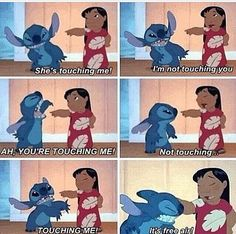 She's touching me!
I'm not touching you
AH, YOU'RE TOUCHING ME!
Not touching...
TOUCHING ME!
It's free air!